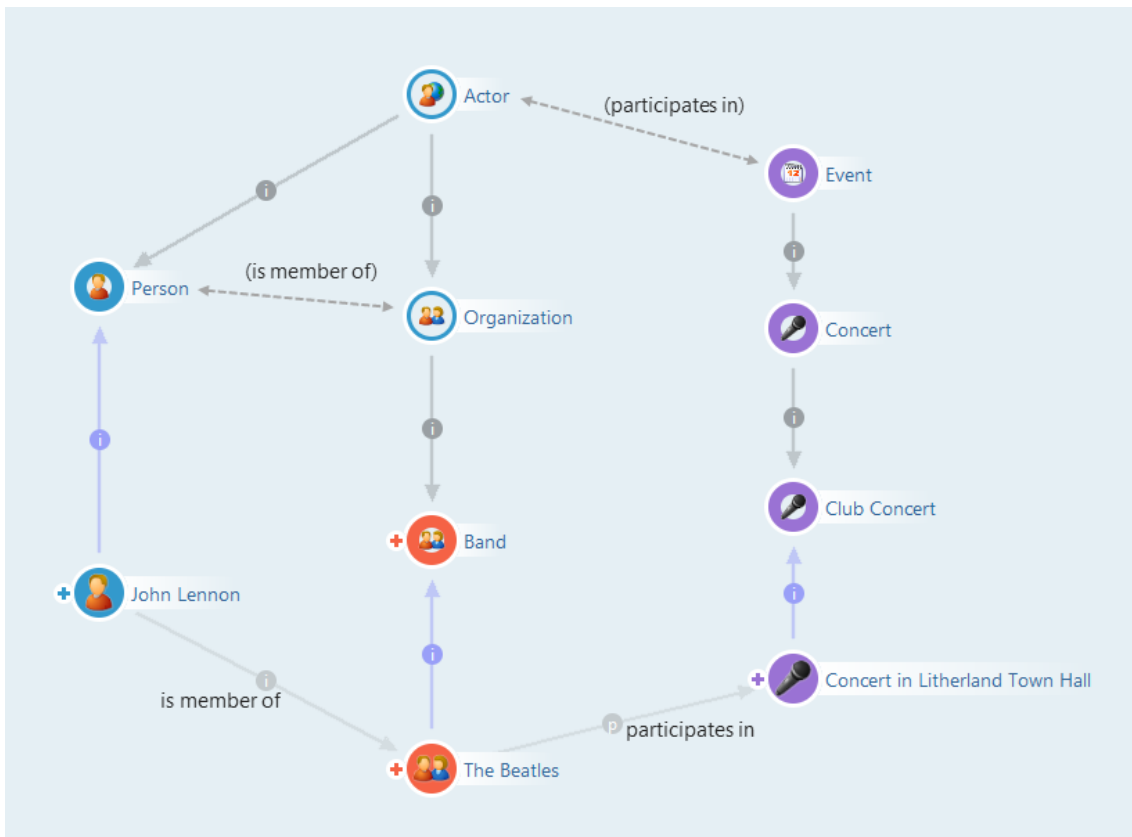 Actor
(participates in)
Event
i
i
i
(is member of)
Person
Organization
Concert
i
i
i
Club Concert
Band
John Lennon
i
i
i
is member of
Concert in Litherland Town Hall
p
participates in
The Beatles
12